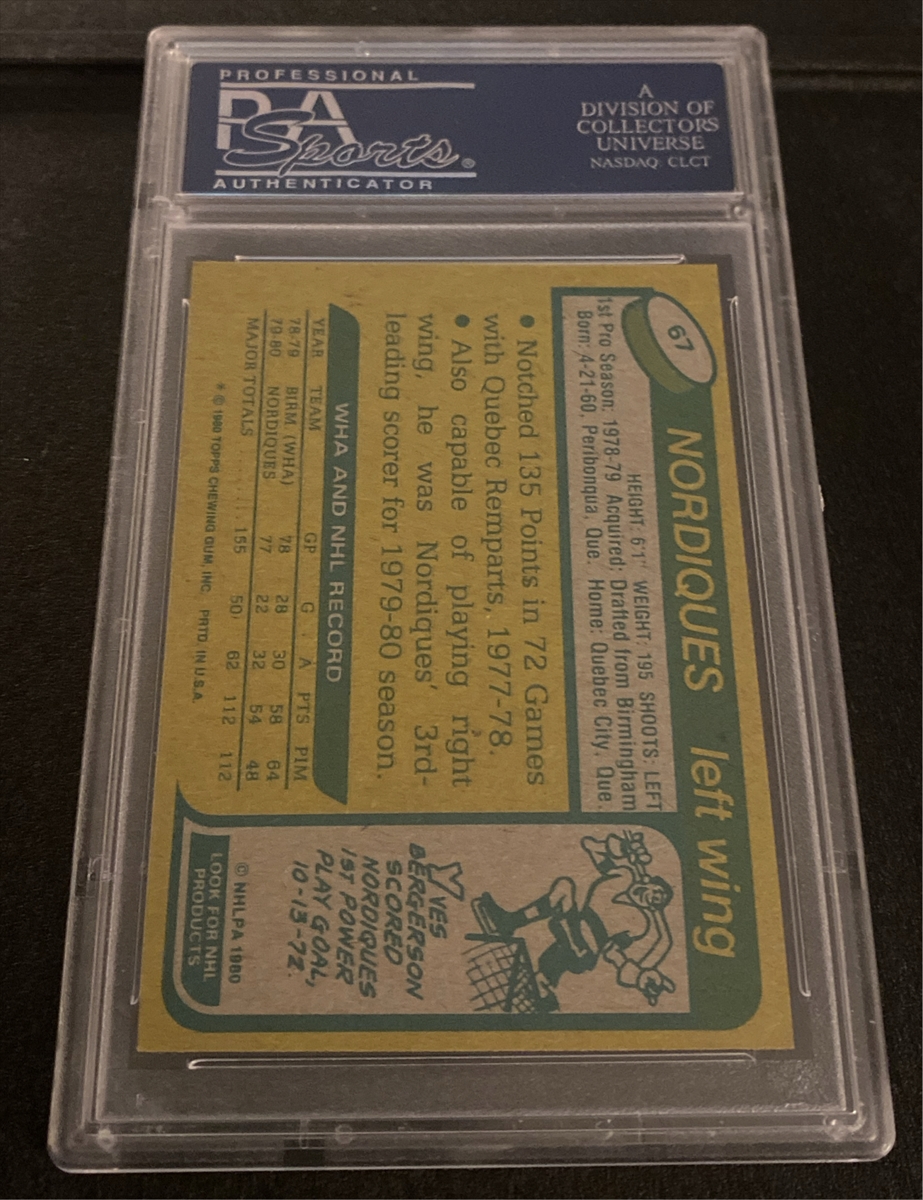 PROFESSIONAL
PSA
Sports®
AUTHENTICATOR
A
DIVISION OF
COLLECTORS
UNIVERSE
NASDAQ: CLCT
67
NORDIQUES left wing
HEIGHT: 6'1" WEIGHT: 195 SHOOTS: LEFT
1st Pro Season: 1978-79 Acquired: Drafted from Birmingham
Born: 4-21-60, Peribonqua, Que. Home: Quebec City, Que.
• Notched 135 Points in 72 Games
with Quebec Remparts, 1977-78.
• Also capable of playing right
wing, he was Nordiques' 3rd-
leading scorer for 1979-80 season.
WHA AND NHL RECORD
YEAR TEAM GP G A PTS PIM
78-79 BIRM. (WHA) 78 28 30 58 64
79-80 NORDIQUES 77 22 32 54 48
MAJOR TOTALS 155 50 62 112 112
* © 1980 TOPPS CHEWING GUM, INC. PRTD. IN U.S.A.
YVES
BERGERSON
SCORED
NORDIQUES
1ST POWER
PLAY GOAL,
10-13-72.
© NHLPA 1980
LOOK FOR NHL
PRODUCTS